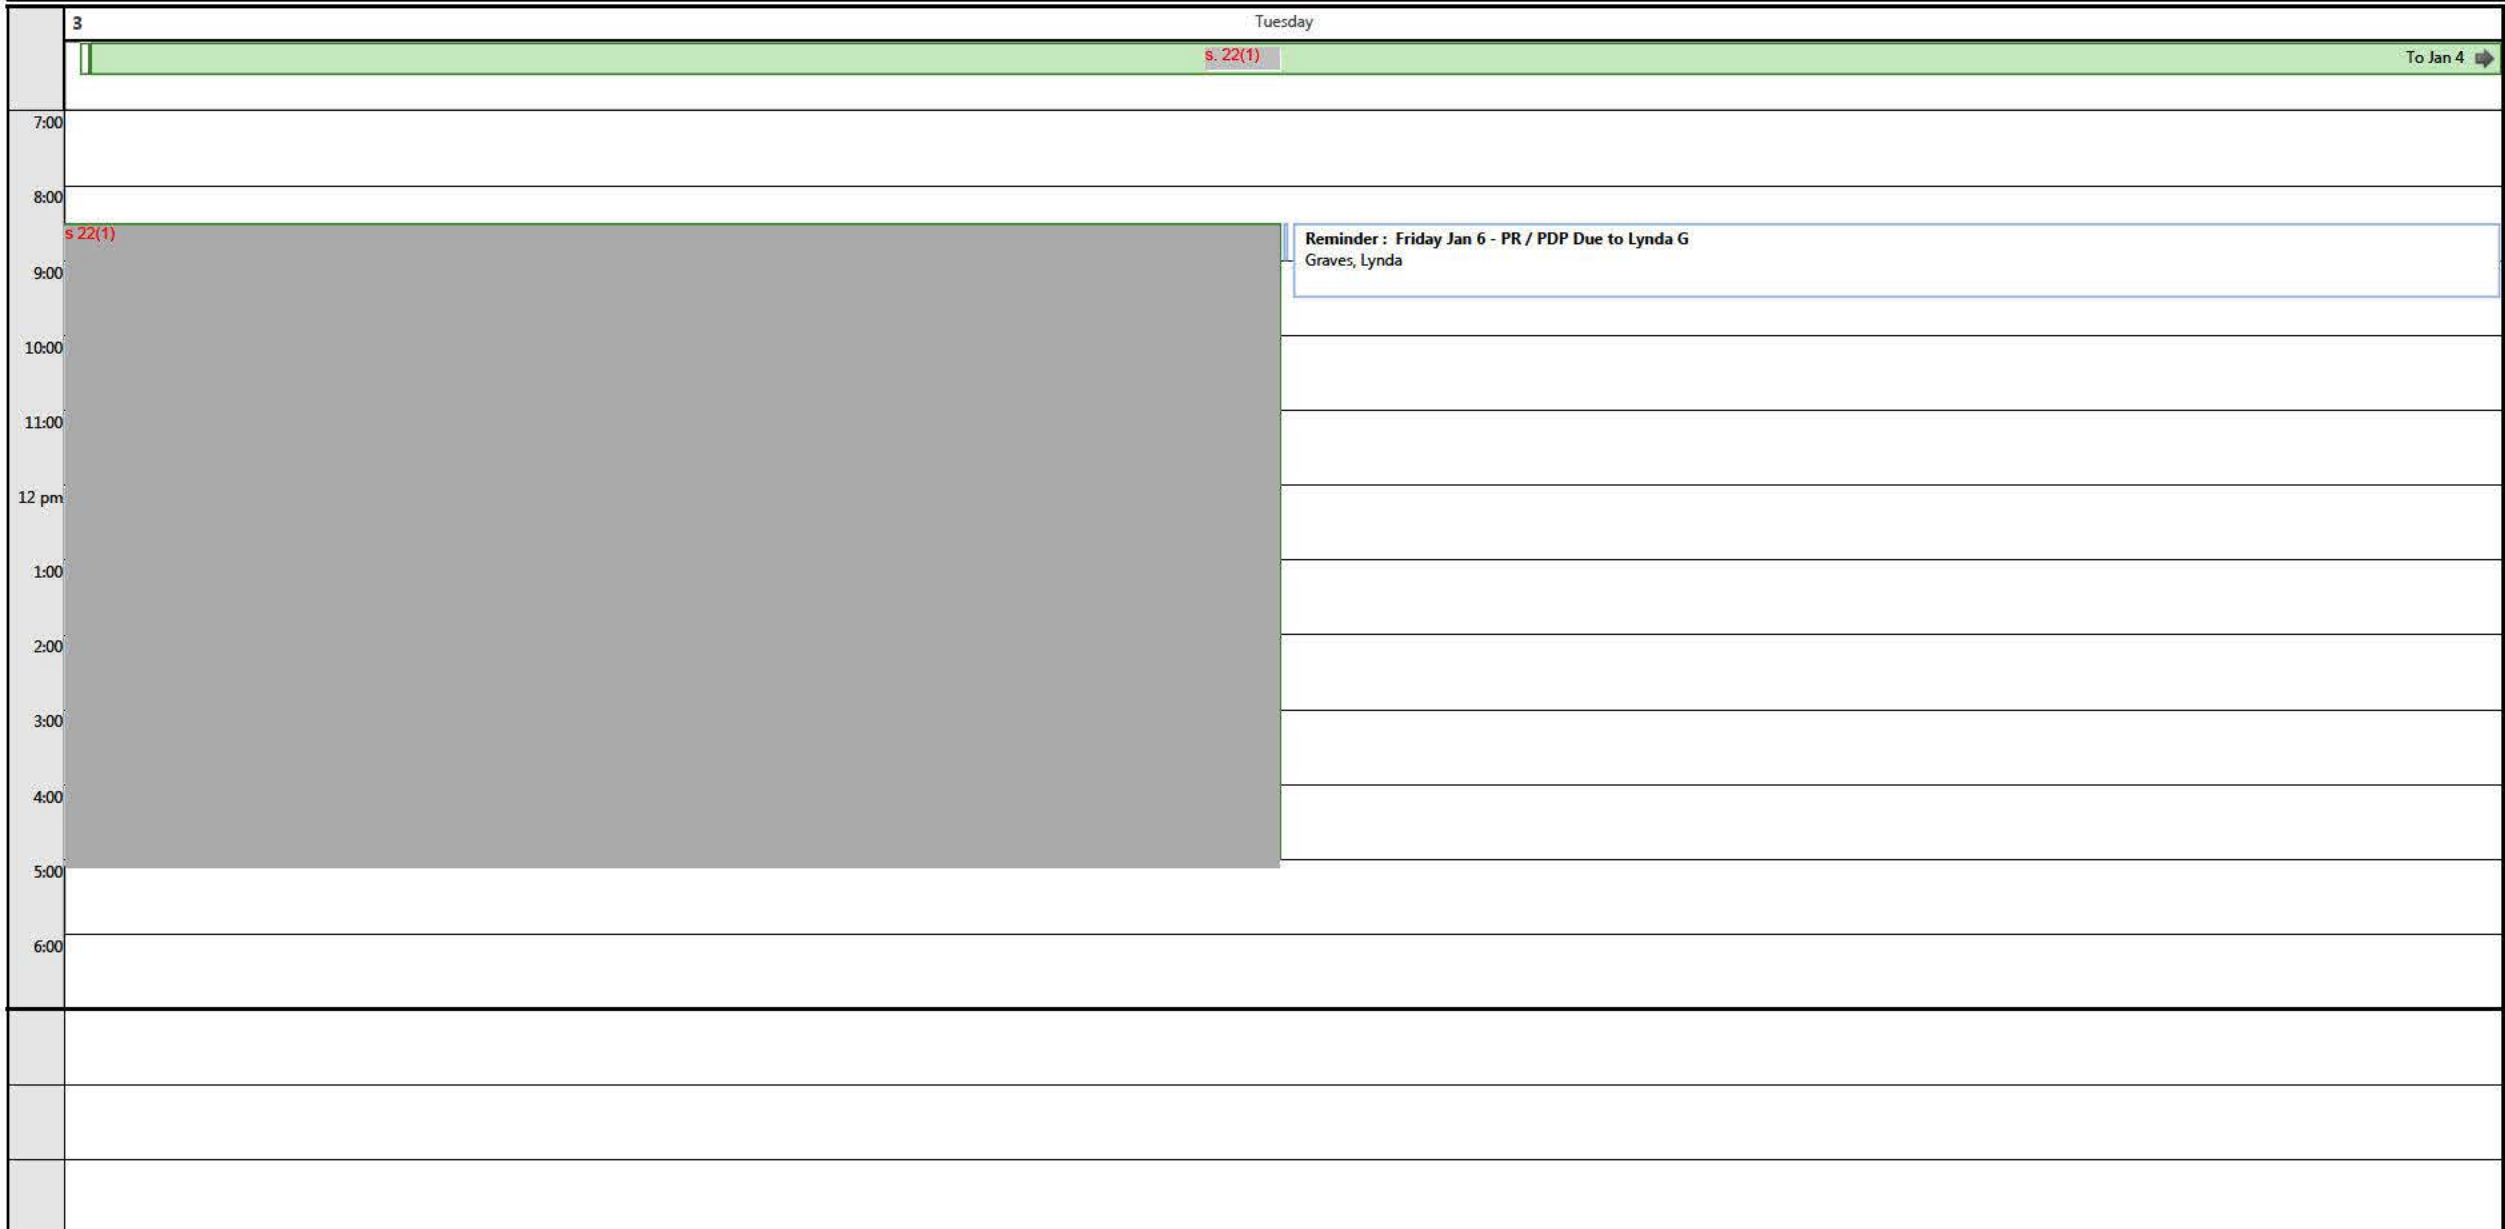 3 Tuesday
s. 22(1)
To Jan 4
7:00
8:00
s 22(1)
Reminder : Friday Jan 6 - PR / PDP Due to Lynda G
Graves, Lynda
9:00
10:00
11:00
12 pm
1:00
2:00
3:00
4:00
5:00
6:00